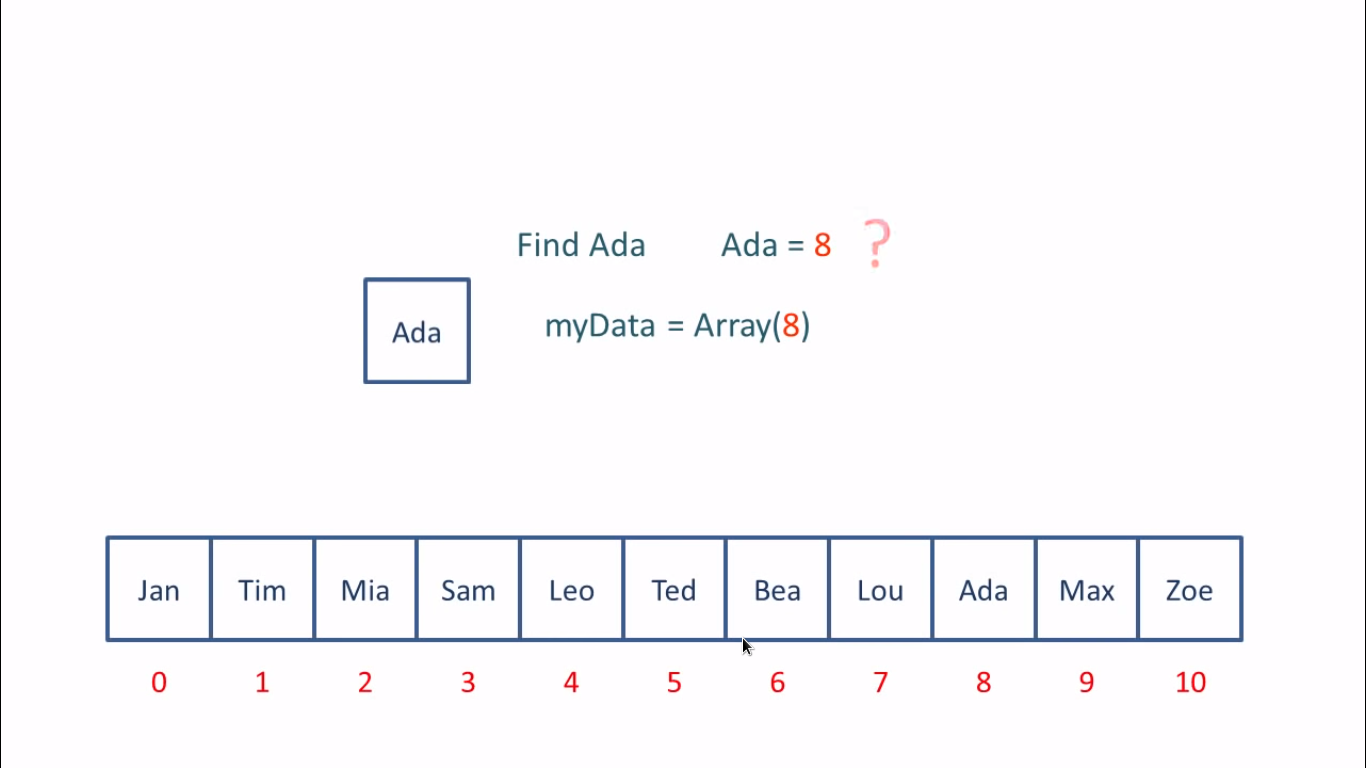 Find Ada Ada = 8 ?
Ada
myData = Array(8)
Jan Tim Mia Sam Leo Ted Bea Lou Ada Max Zoe
0 1 2 3 4 5 6 7 8 9 10